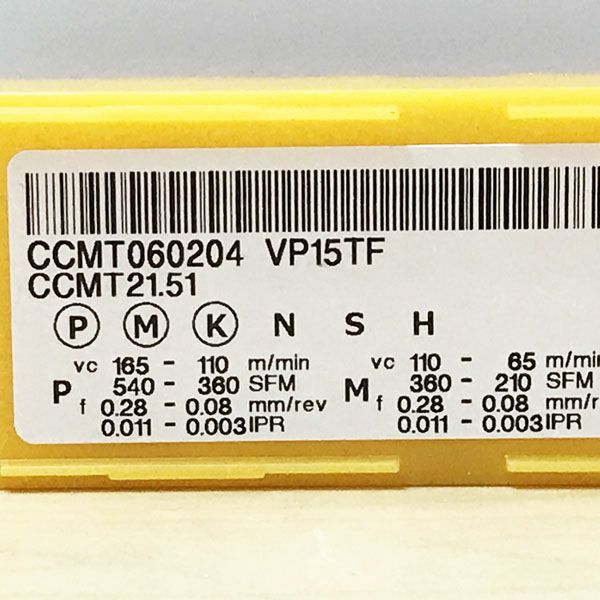 CCMT060204 VP15TF
CCMT21.51
P M K N S H
P vc 165 - 110 m/min
540 - 360 SFM
f 0.28 - 0.08 mm/rev
0.011 - 0.003 IPR
M vc 110 - 65 m/min
360 - 210 SFM
f 0.28 - 0.08 mm/r
0.011 - 0.003 IPR